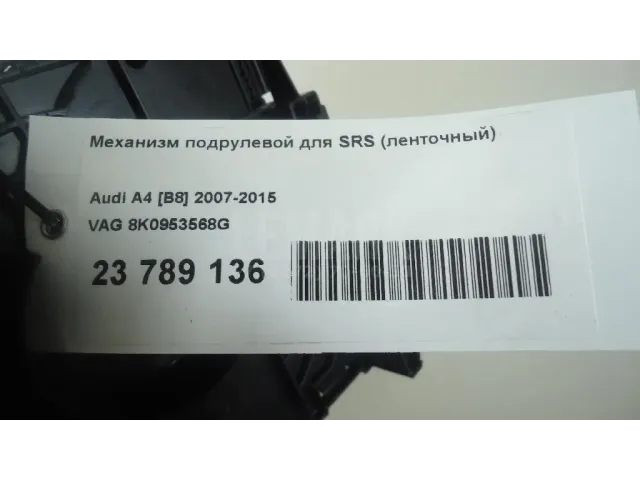 Механизм подрулевой для SRS (ленточный)
Audi A4 [B8] 2007-2015
VAG 8K0953568G
23 789 136